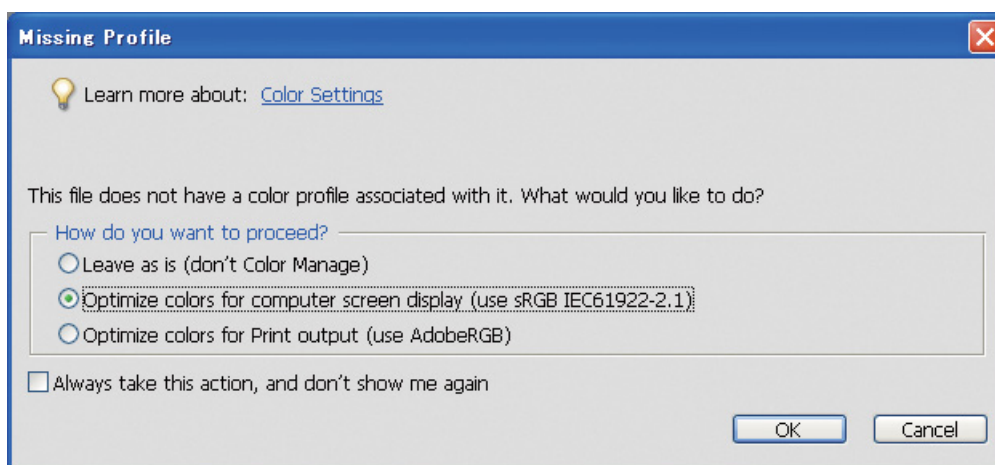 Missing Profile
Learn more about: Color Settings
This file does not have a color profile associated with it. What would you like to do?
How do you want to proceed?
Leave as is (don't Color Manage)
Optimize colors for computer screen display (use sRGB IEC61922-2.1)
Optimize colors for Print output (use AdobeRGB)
Always take this action, and don't show me again
OK Cancel